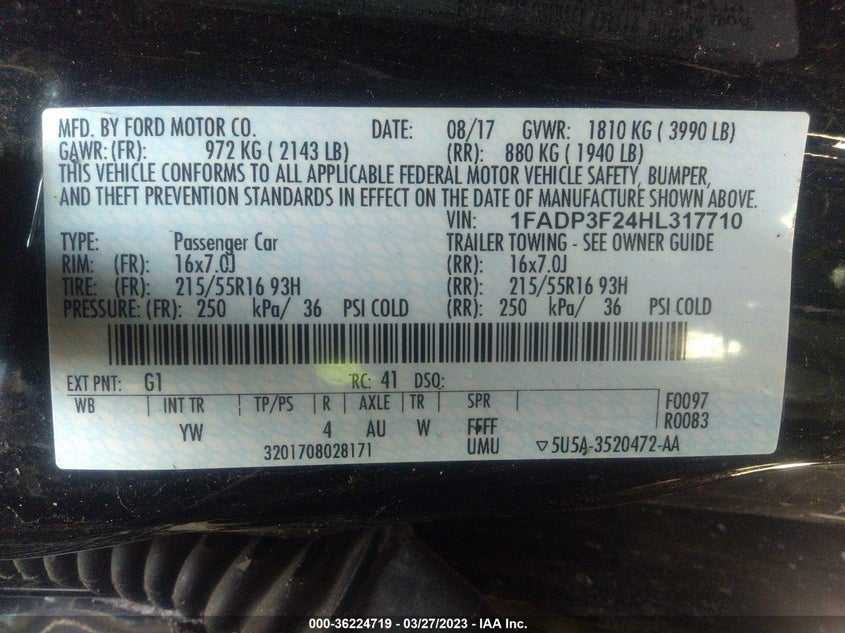 MFD. BY FORD MOTOR CO. DATE: 08/17 GVWR: 1810 KG ( 3990 LB)
GAWR:(FR): 972 KG ( 2143 LB) (RR): 880 KG ( 1940 LB)
THIS VEHICLE CONFORMS TO ALL APPLICABLE FEDERAL MOTOR VEHICLE SAFETY, BUMPER,
AND THEFT PREVENTION STANDARDS IN EFFECT ON THE DATE OF MANUFACTURE SHOWN ABOVE.
VIN: 1FADP3F24HL317710
TYPE: Passenger Car TRAILER TOWING - SEE OWNER GUIDE
RIM: (FR): 16x7.0J (RR): 16x7.0J
TIRE: (FR): 215/55R16 93H (RR): 215/55R16 93H
PRESSURE: (FR): 250 kPa/ 36 PSI COLD (RR): 250 kPa/ 36 PSI COLD
EXT PNT: G1 RC: 41 DSO:
WB INT TR TP/PS R AXLE TR SPR F0097
YW 4 AU W FFFF R0083
3201708028171 UMU ▽5U5A-3520472-AA
000-36224719 // 03/27/2023 // IAA Inc.